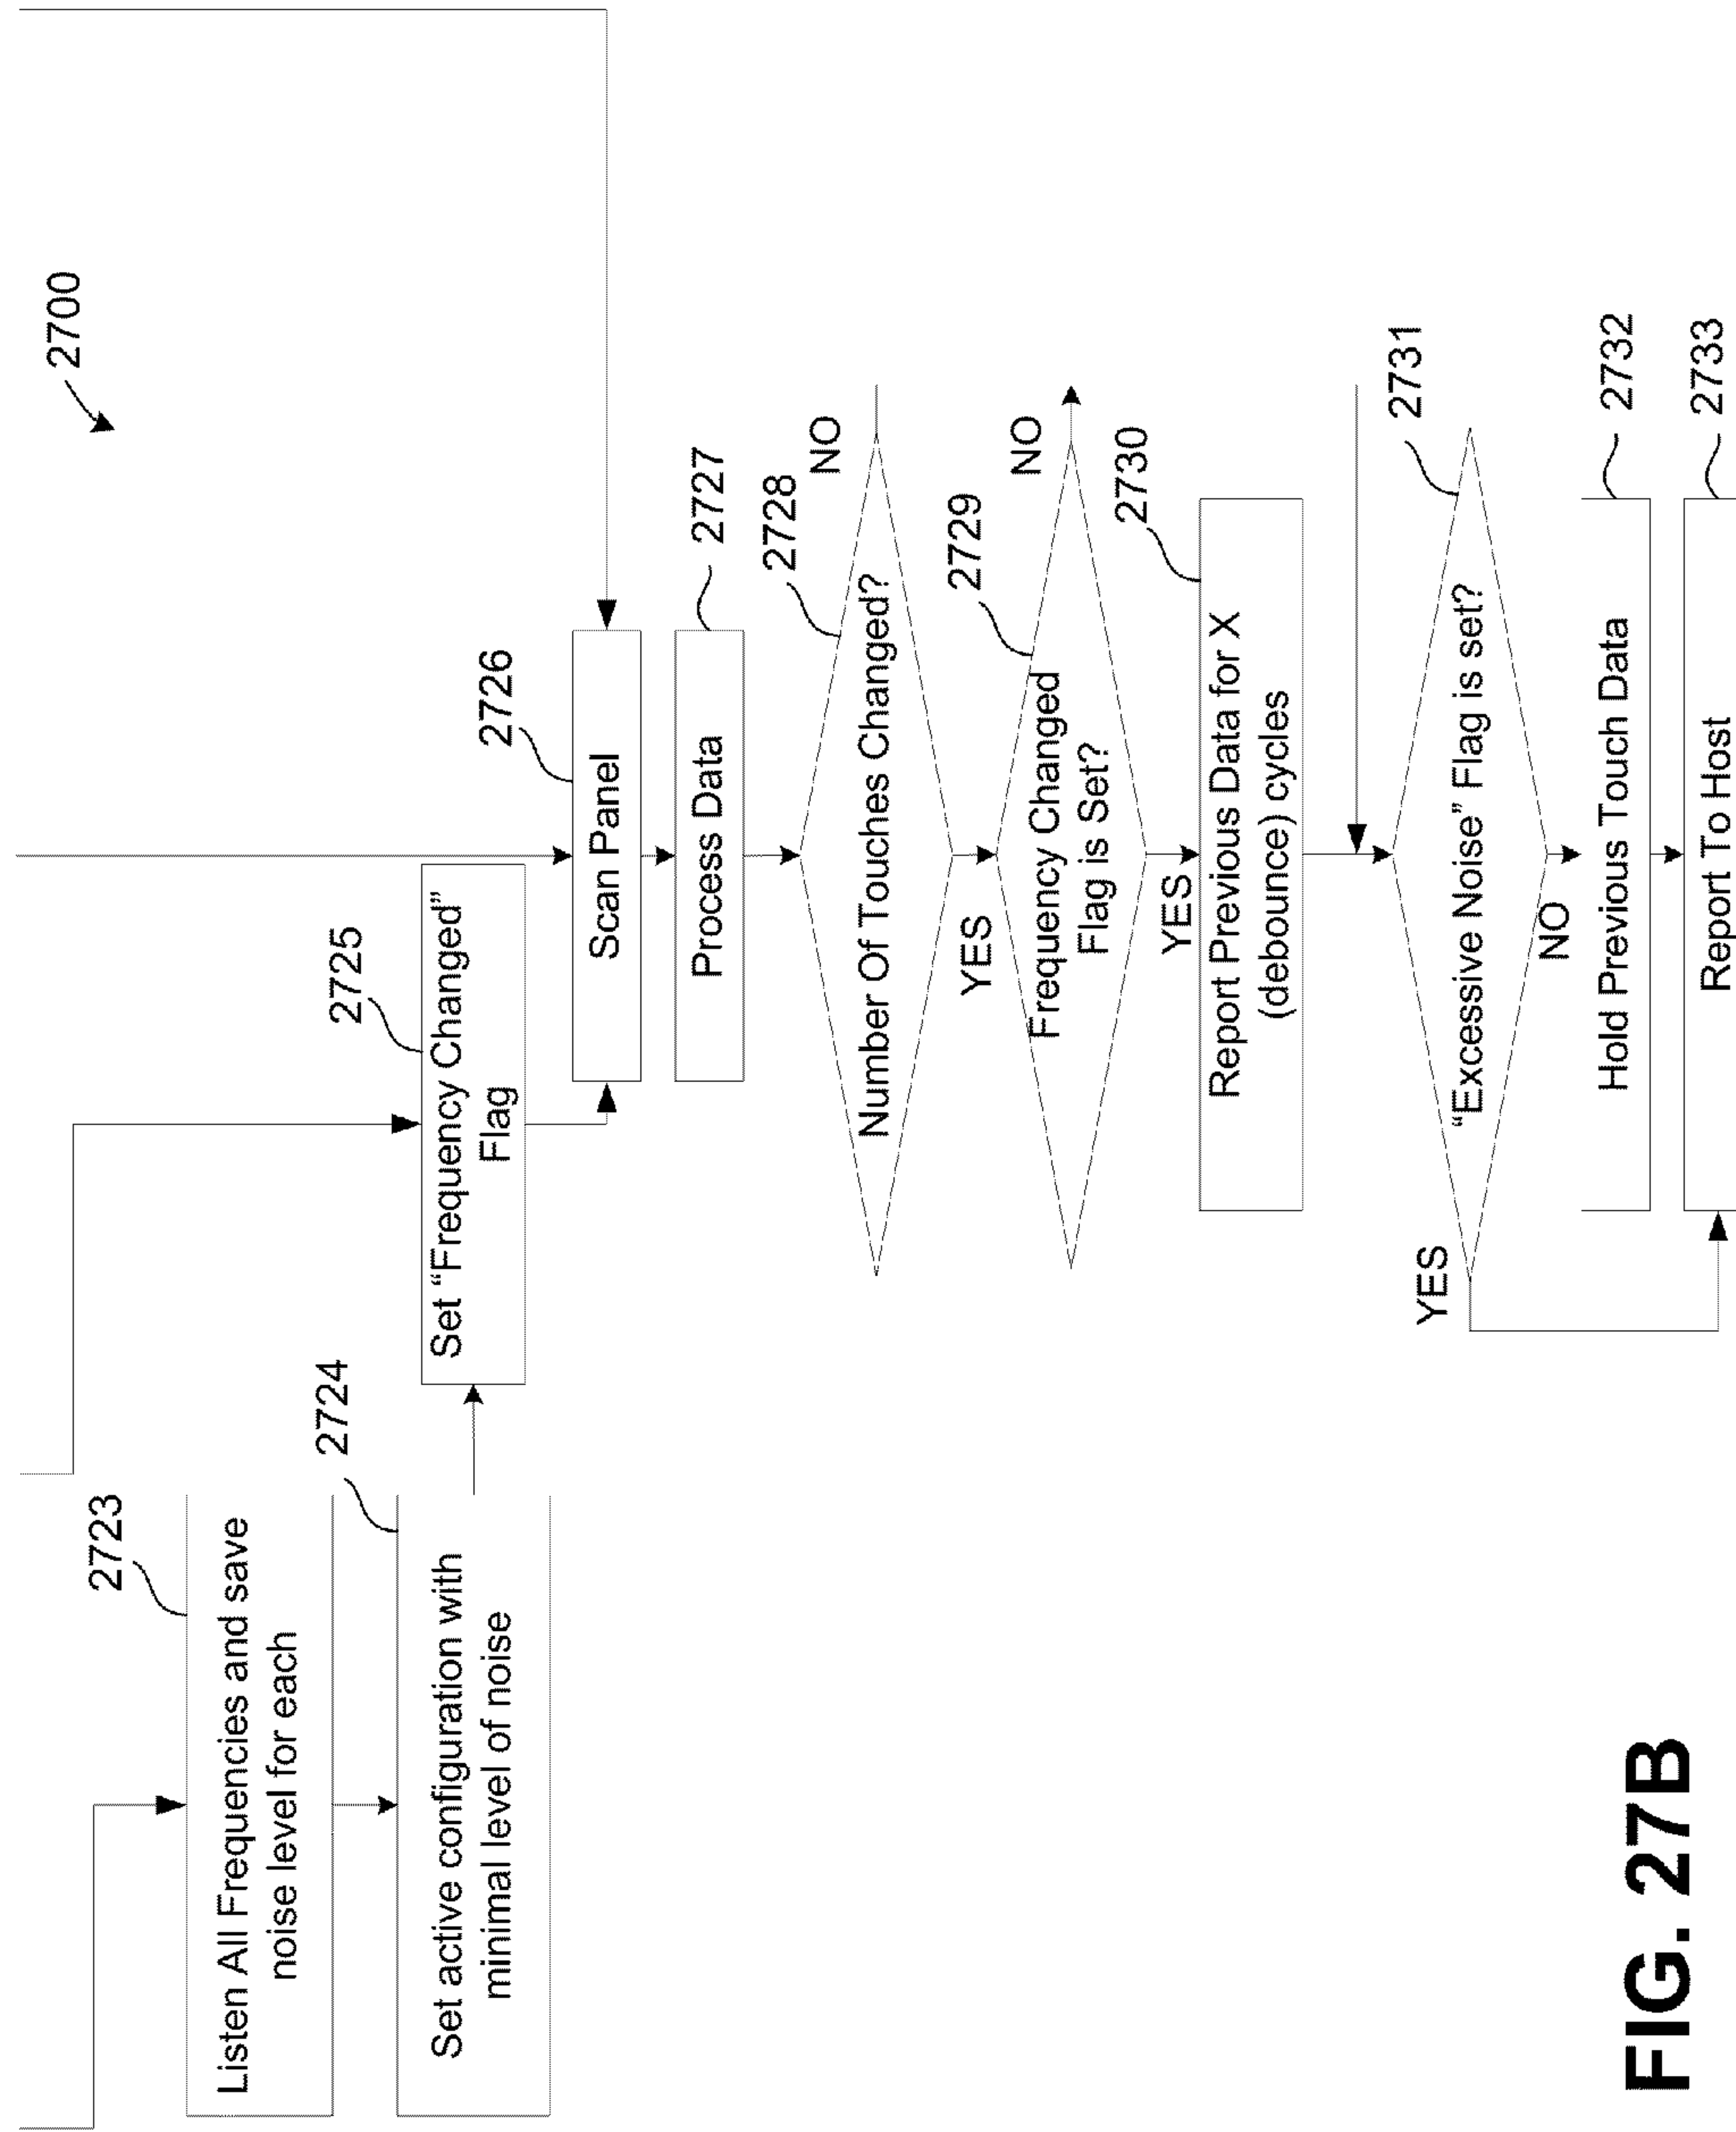 2700
2723
Listen All Frequencies and save
noise level for each
2724
Set active configuration with
minimal level of noise
2725
Set “Frequency Changed”
Flag
2726
Scan Panel
2727
Process Data
2728
Number Of Touches Changed?
NO
YES
2729
Frequency Changed
Flag is Set?
NO
YES
2730
Report Previous Data for X
(debounce) cycles
2731
“Excessive Noise” Flag is set?
YES
NO
2732
Hold Previous Touch Data
2733
Report To Host
FIG. 27B